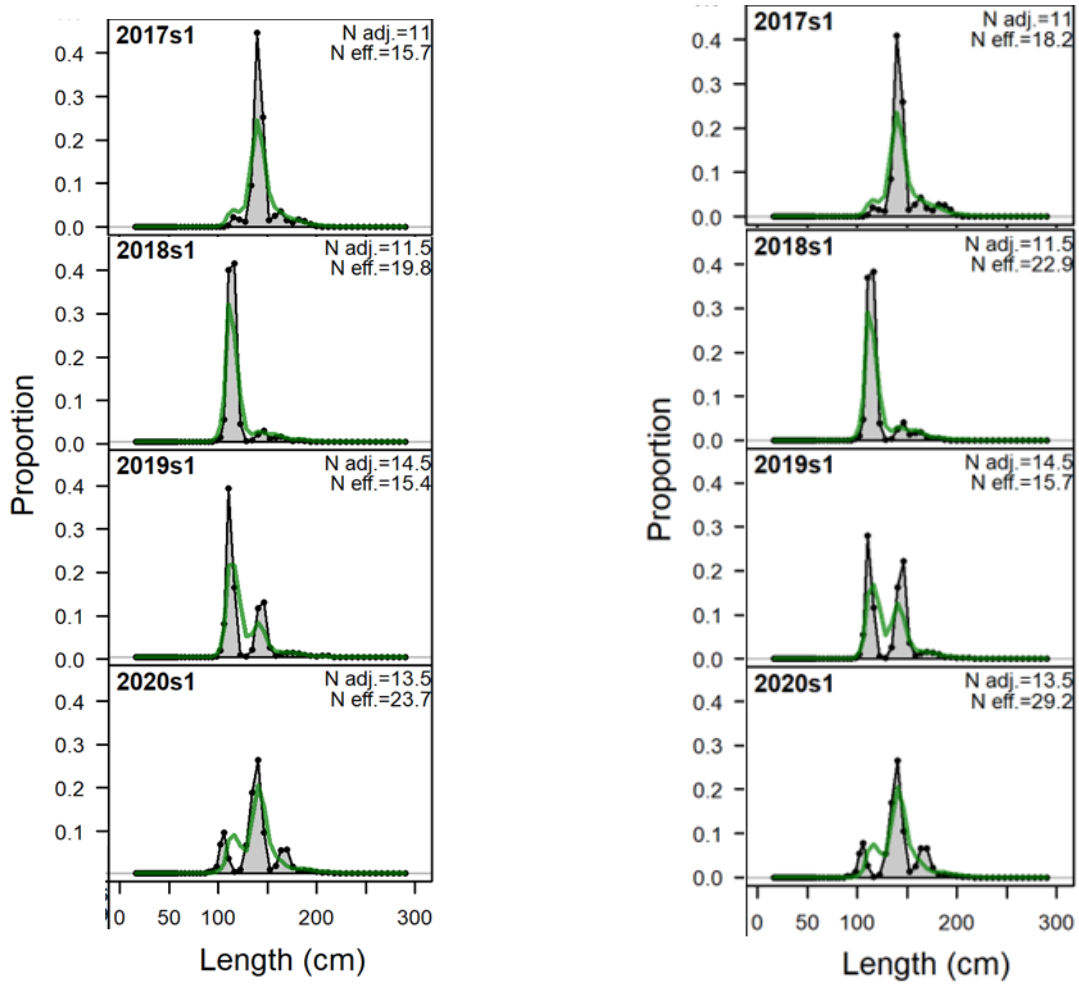 2017s1
N adj.=11
N eff.=15.7
0.4
0.3
0.2
0.1
0.0
2018s1
N adj.=11.5
N eff.=19.8
0.4
0.3
0.2
0.1
0.0
2019s1
N adj.=14.5
N eff.=15.4
0.4
0.3
0.2
0.1
0.0
2020s1
N adj.=13.5
N eff.=23.7
0.4
0.3
0.2
0.1
Proportion
0 50 100 200 300
Length (cm)
2017s1
N adj.=11
N eff.=18.2
0.4
0.3
0.2
0.1
0.0
2018s1
N adj.=11.5
N eff.=22.9
0.4
0.3
0.2
0.1
0.0
2019s1
N adj.=14.5
N eff.=15.7
0.4
0.3
0.2
0.1
0.0
2020s1
N adj.=13.5
N eff.=29.2
0.4
0.3
0.2
0.1
0.0
Proportion
0 50 100 200 300
Length (cm)